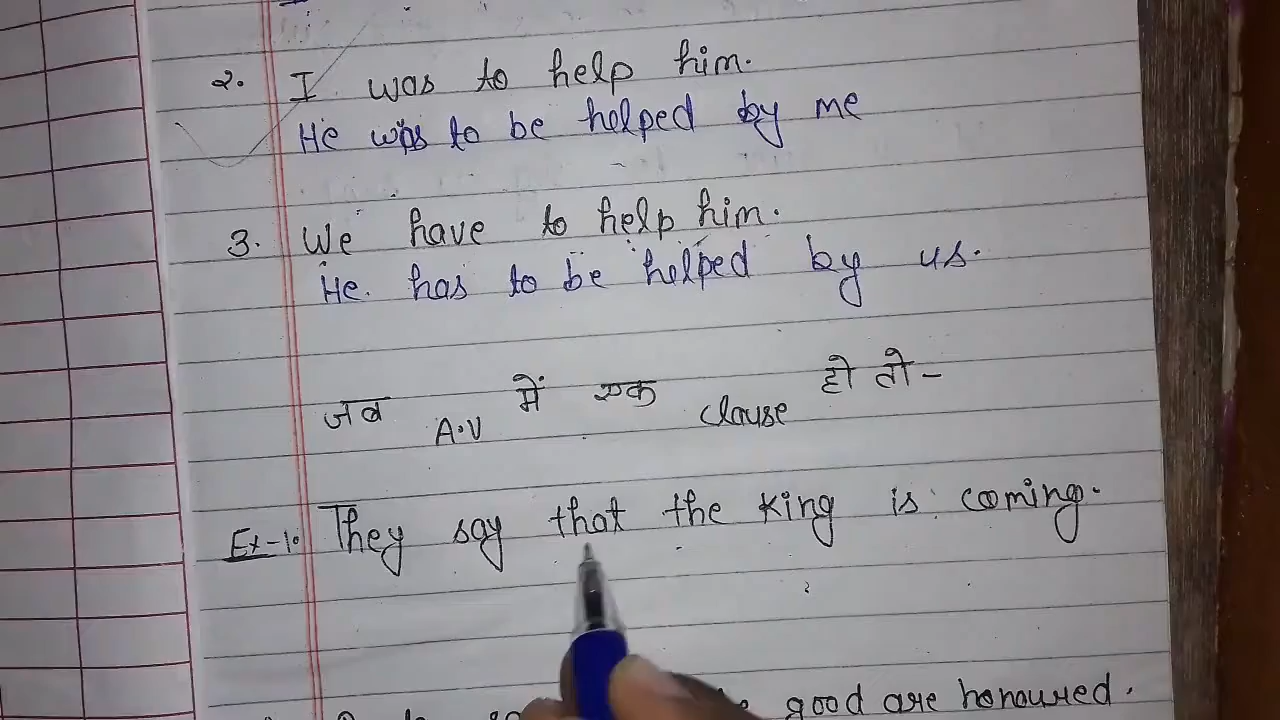 2. I was to help him.
He was to be helped by me
3. We have to help him.
He. has to be helped by us.
जब A.V में एक clause हो तो-
Ex-1. They say that the king is coming.
good are honoured.